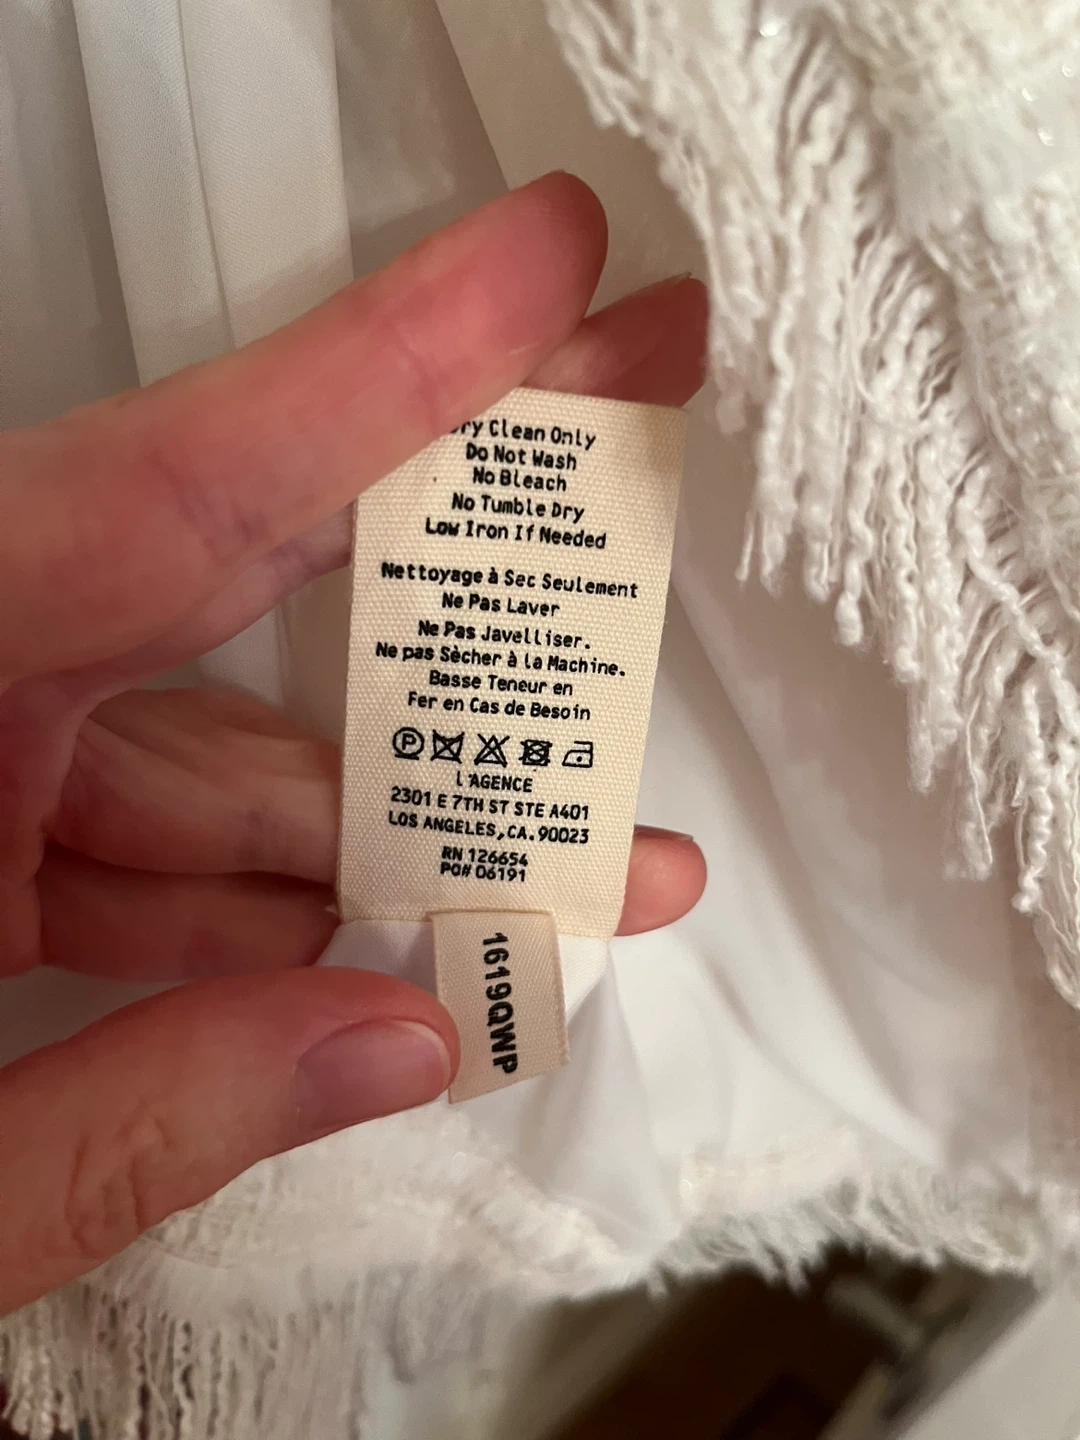 Clean Only
Do Not Wash
No Bleach
No Tumble Dry
Low Iron If Needed
Nettoyage à Sec Seulement
Ne Pas Laver
Ne Pas Javelliser.
Ne pas Sècher à la Machine.
Basse Teneur en
Fer en Cas de Besoin
P
L'AGENCE
2301 E 7TH ST STE A401
LOS ANGELES, CA. 90023
RN 126654
PO# 06191
1619QWP